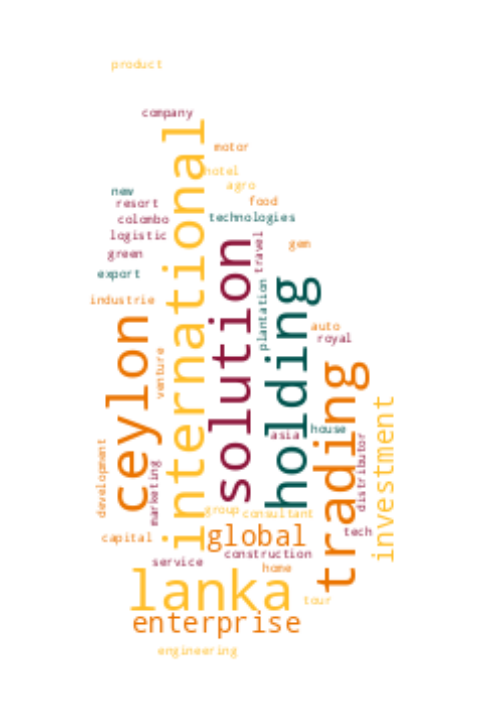 product
company
international
motor
hotel
agro
new
resort
food
colombo
technologies
logistic
travel
solution
green
gem
export
plantation
holding
industrie
ceylon
auto
royal
venture
trading
investment
house
asia
development
marketing
distributor
group
consultant
global
tech
capital
construction
service
home
lanka
tour
enterprise
engineering